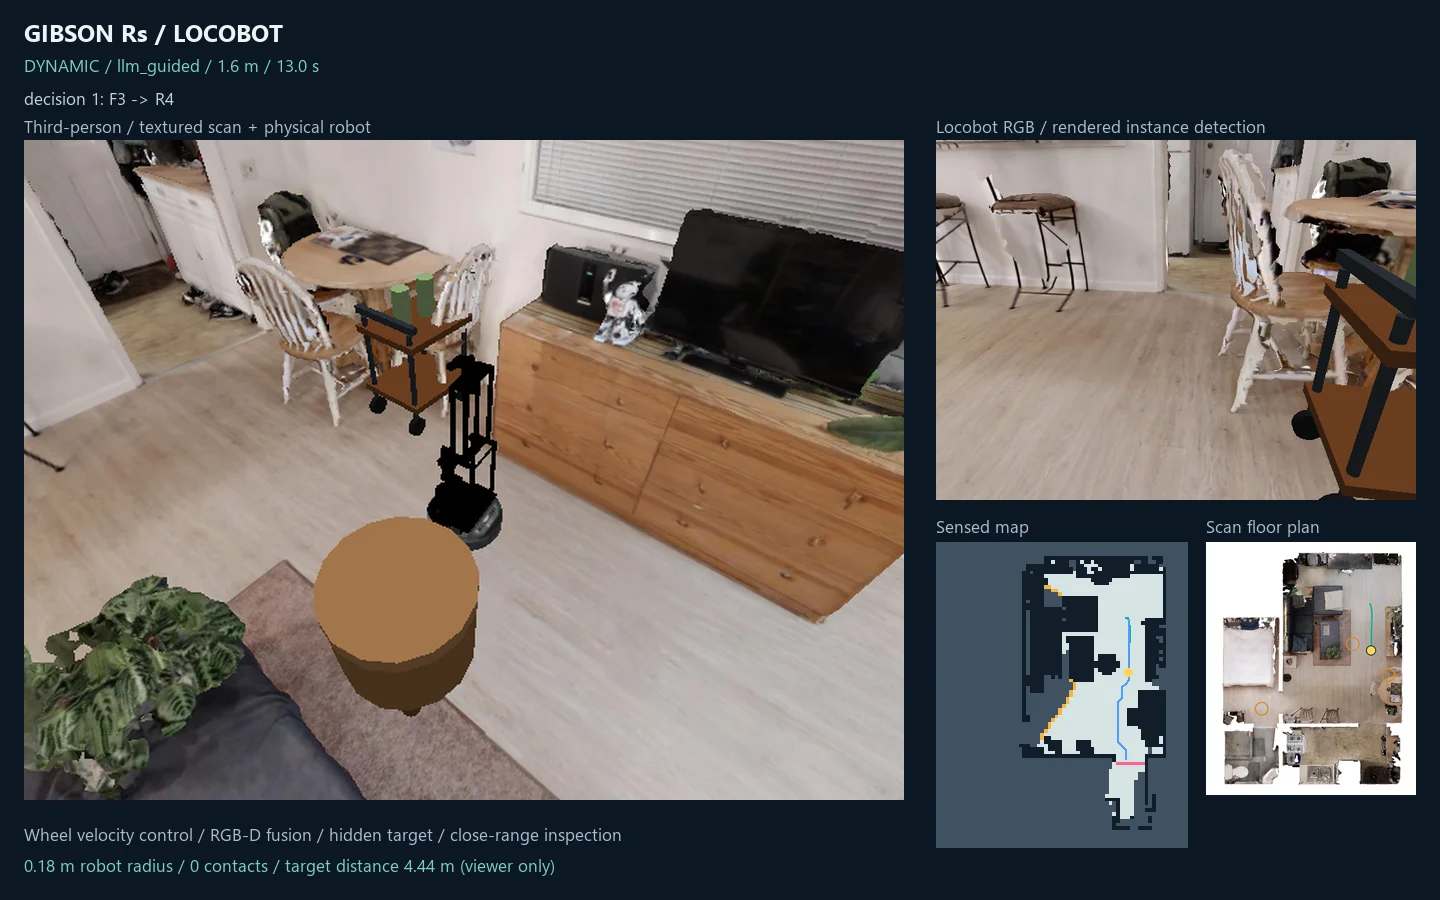 GIBSON Rs / LOCOBOT
DYNAMIC / llm_guided / 1.6 m / 13.0 s
decision 1: F3 -> R4
Third-person / textured scan + physical robot
Locobot RGB / rendered instance detection
Sensed map
Scan floor plan
Wheel velocity control / RGB-D fusion / hidden target / close-range inspection
0.18 m robot radius / 0 contacts / target distance 4.44 m (viewer only)